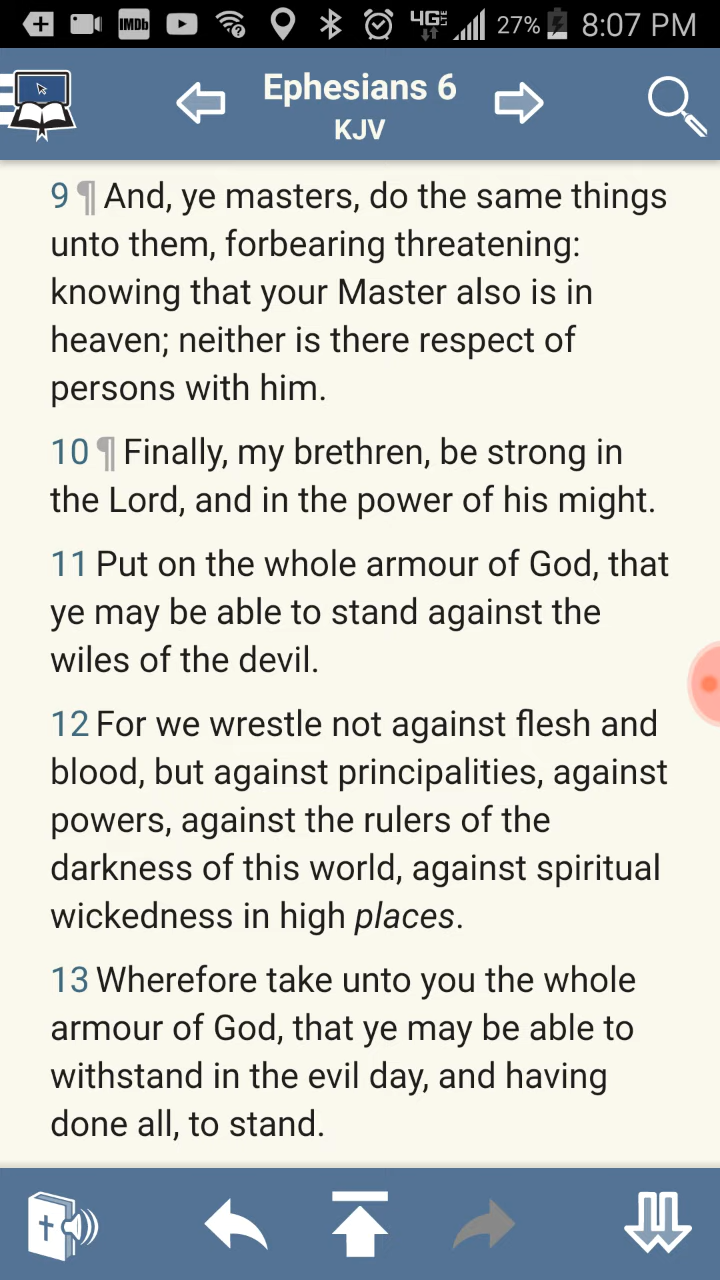 IMDb 4G LTE 27% 8:07 PM
Ephesians 6
KJV
9 ¶ And, ye masters, do the same things
unto them, forbearing threatening:
knowing that your Master also is in
heaven; neither is there respect of
persons with him.
10 ¶ Finally, my brethren, be strong in
the Lord, and in the power of his might.
11 Put on the whole armour of God, that
ye may be able to stand against the
wiles of the devil.
12 For we wrestle not against flesh and
blood, but against principalities, against
powers, against the rulers of the
darkness of this world, against spiritual
wickedness in high places.
13 Wherefore take unto you the whole
armour of God, that ye may be able to
withstand in the evil day, and having
done all, to stand.